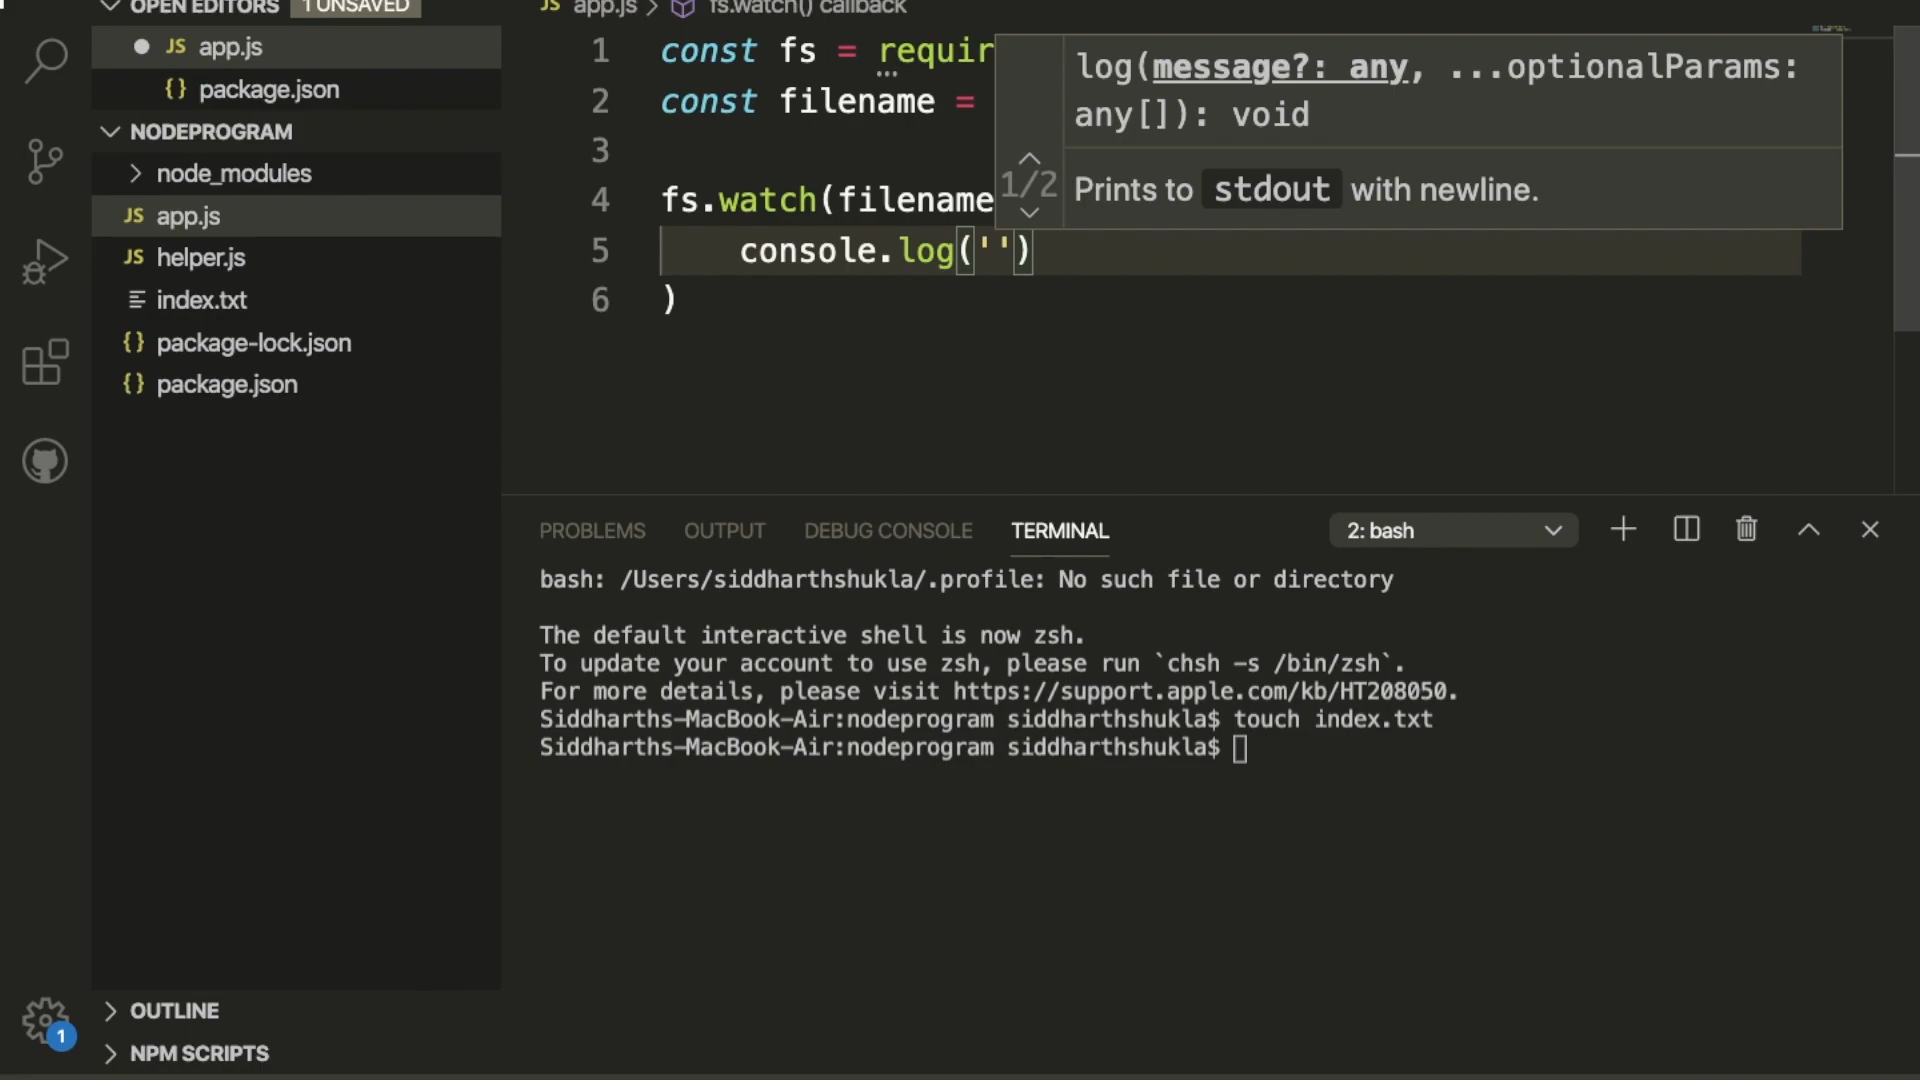 OPEN EDITORS 1 UNSAVED
JS app.js
{} package.json
NODEPROGRAM
node_modules
JS app.js
JS helper.js
index.txt
{} package-lock.json
{} package.json
OUTLINE
NPM SCRIPTS
1
JS app.js > fs.watch() callback
1 const fs = requir
2 const filename =
3
4 fs.watch(filename
5 console.log('')
6 )
log(message?: any, ...optionalParams:
any[]): void
1/2
Prints to stdout with newline.
PROBLEMS OUTPUT DEBUG CONSOLE TERMINAL 2: bash
bash: /Users/siddharthshukla/.profile: No such file or directory
The default interactive shell is now zsh.
To update your account to use zsh, please run `chsh -s /bin/zsh`.
For more details, please visit https://support.apple.com/kb/HT208050.
Siddharths-MacBook-Air:nodeprogram siddharthshukla$ touch index.txt
Siddharths-MacBook-Air:nodeprogram siddharthshukla$